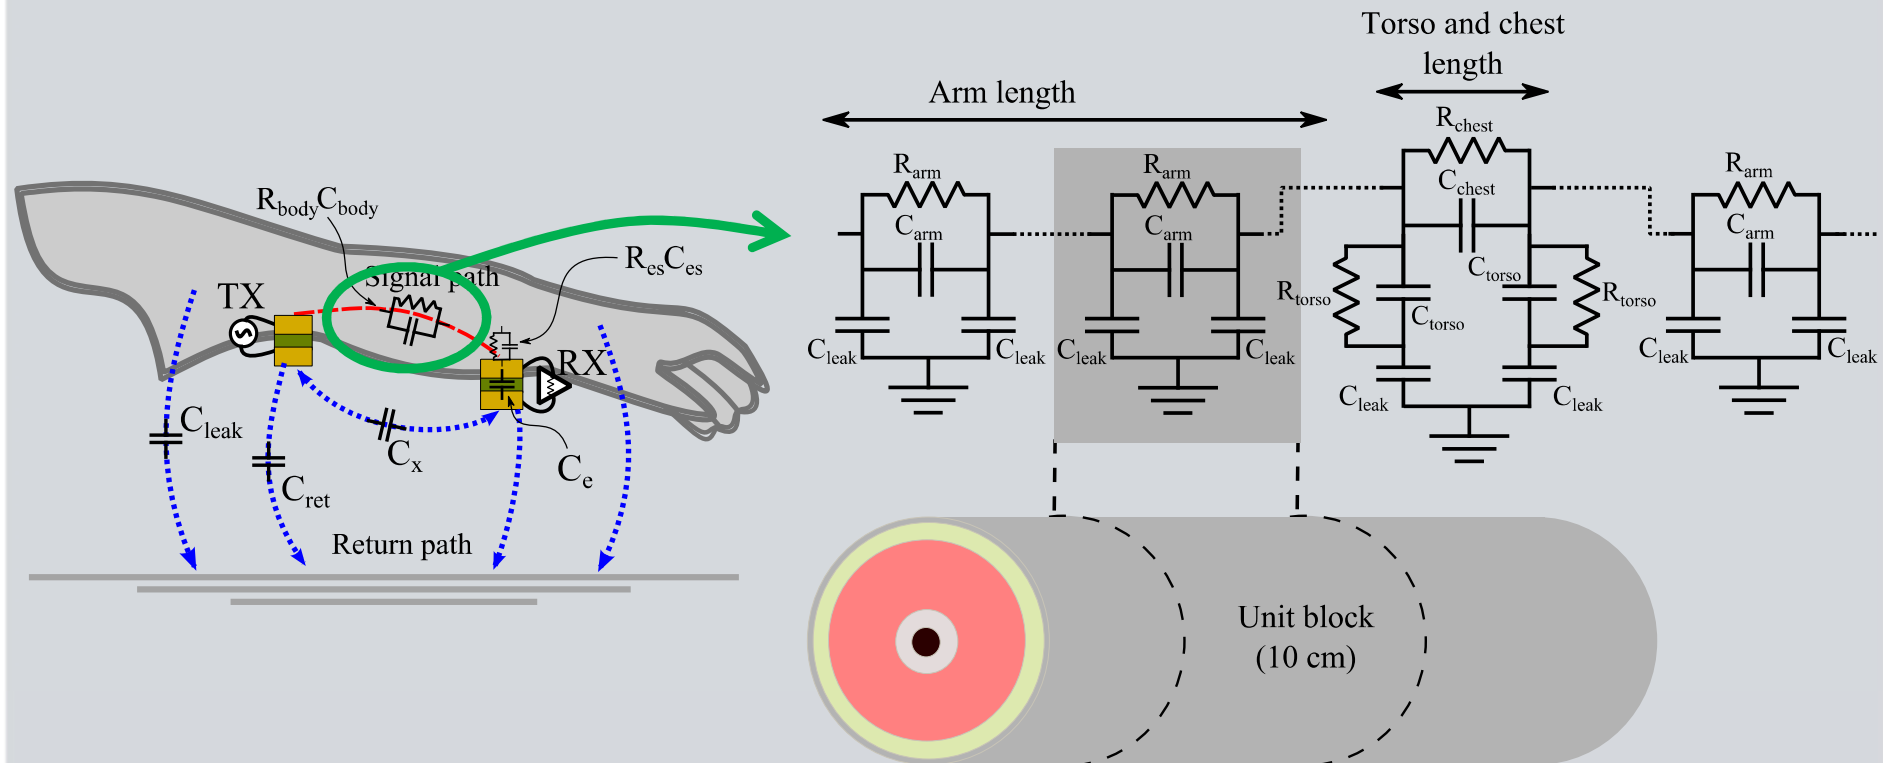 R_body C_body
Signal path
R_es C_es
TX
RX
C_leak
C_x
C_e
C_ret
Return path
Arm length
Torso and chest
length
R_arm
C_arm
C_leak
C_leak
R_arm
C_arm
C_leak
C_leak
R_chest
C_chest
C_torso
R_torso
R_torso
C_torso
C_leak
C_leak
R_arm
C_arm
C_leak
C_leak
Unit block
(10 cm)